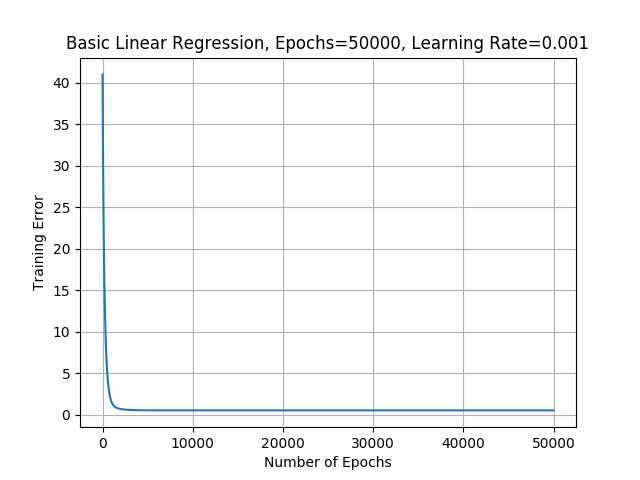 Basic Linear Regression, Epochs=50000, Learning Rate=0.001
Training Error
40
35
30
25
20
15
10
5
0
0 10000 20000 30000 40000 50000
Number of Epochs